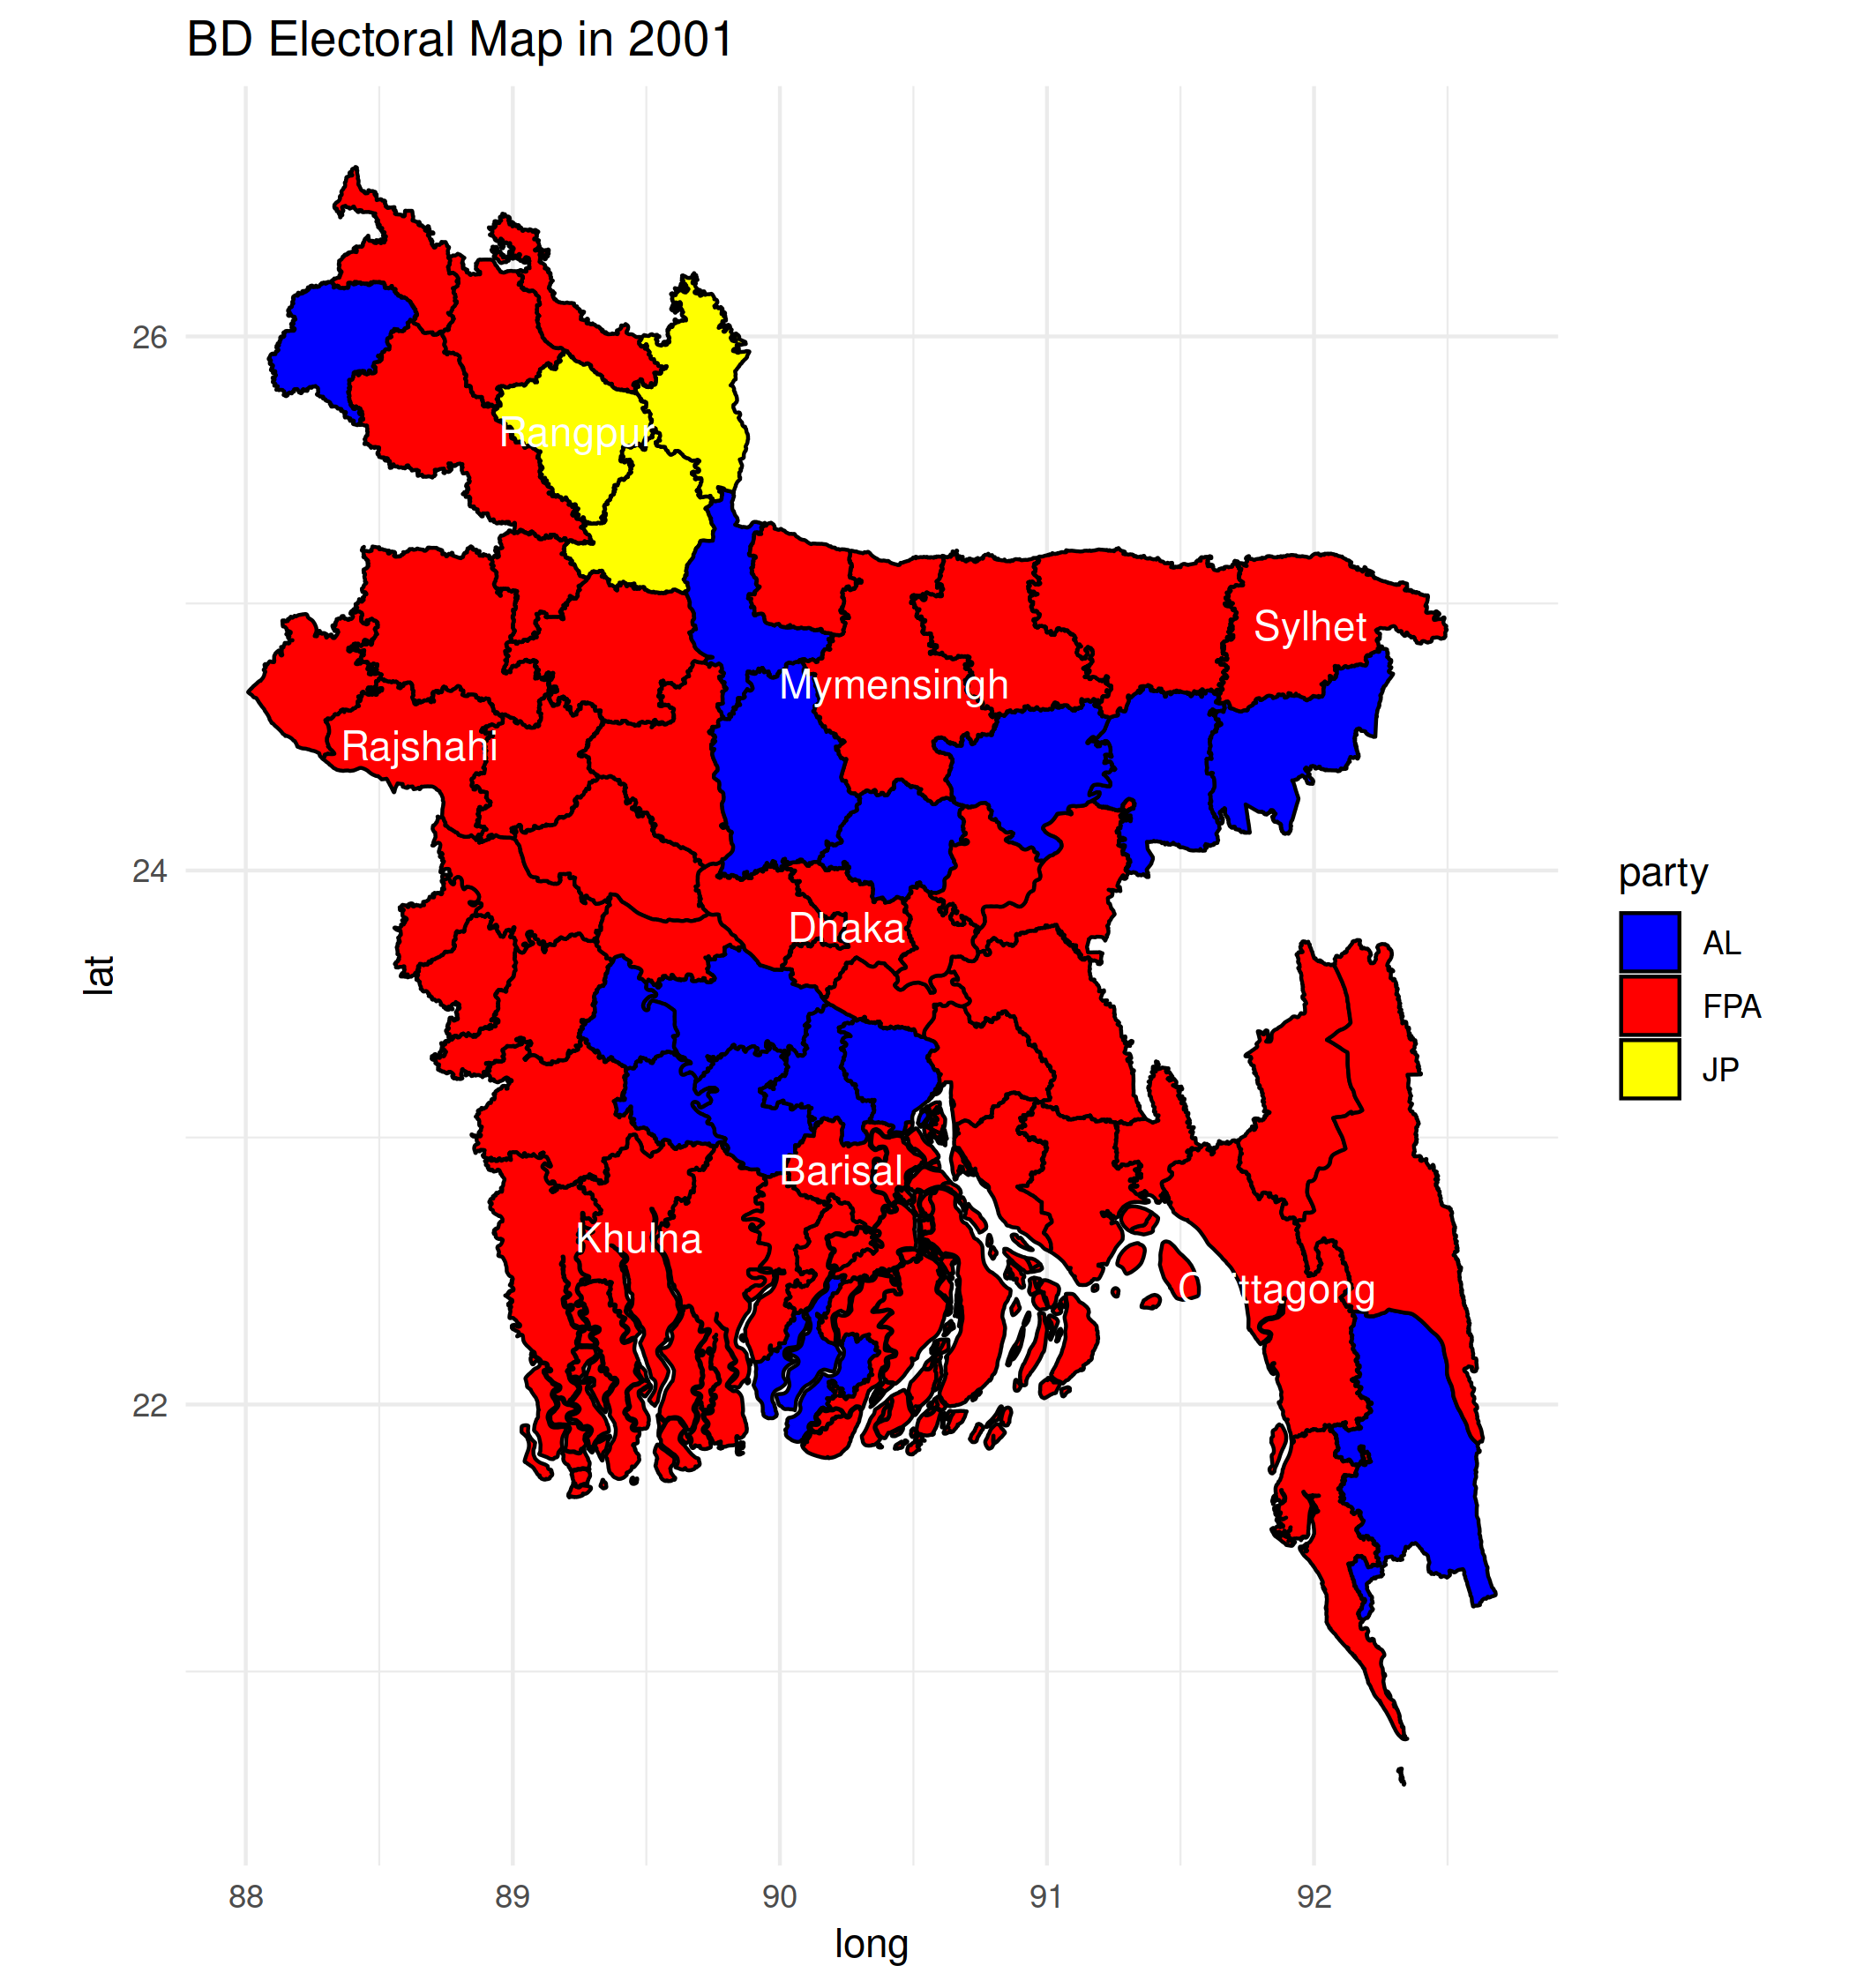 BD Electoral Map in 2001
26
24
22
lat
Rangpur
Sylhet
Mymensingh
Rajshahi
Dhaka
Barisal
Khulna
Chittagong
party
AL
FPA
JP
88
89
90
91
92
long